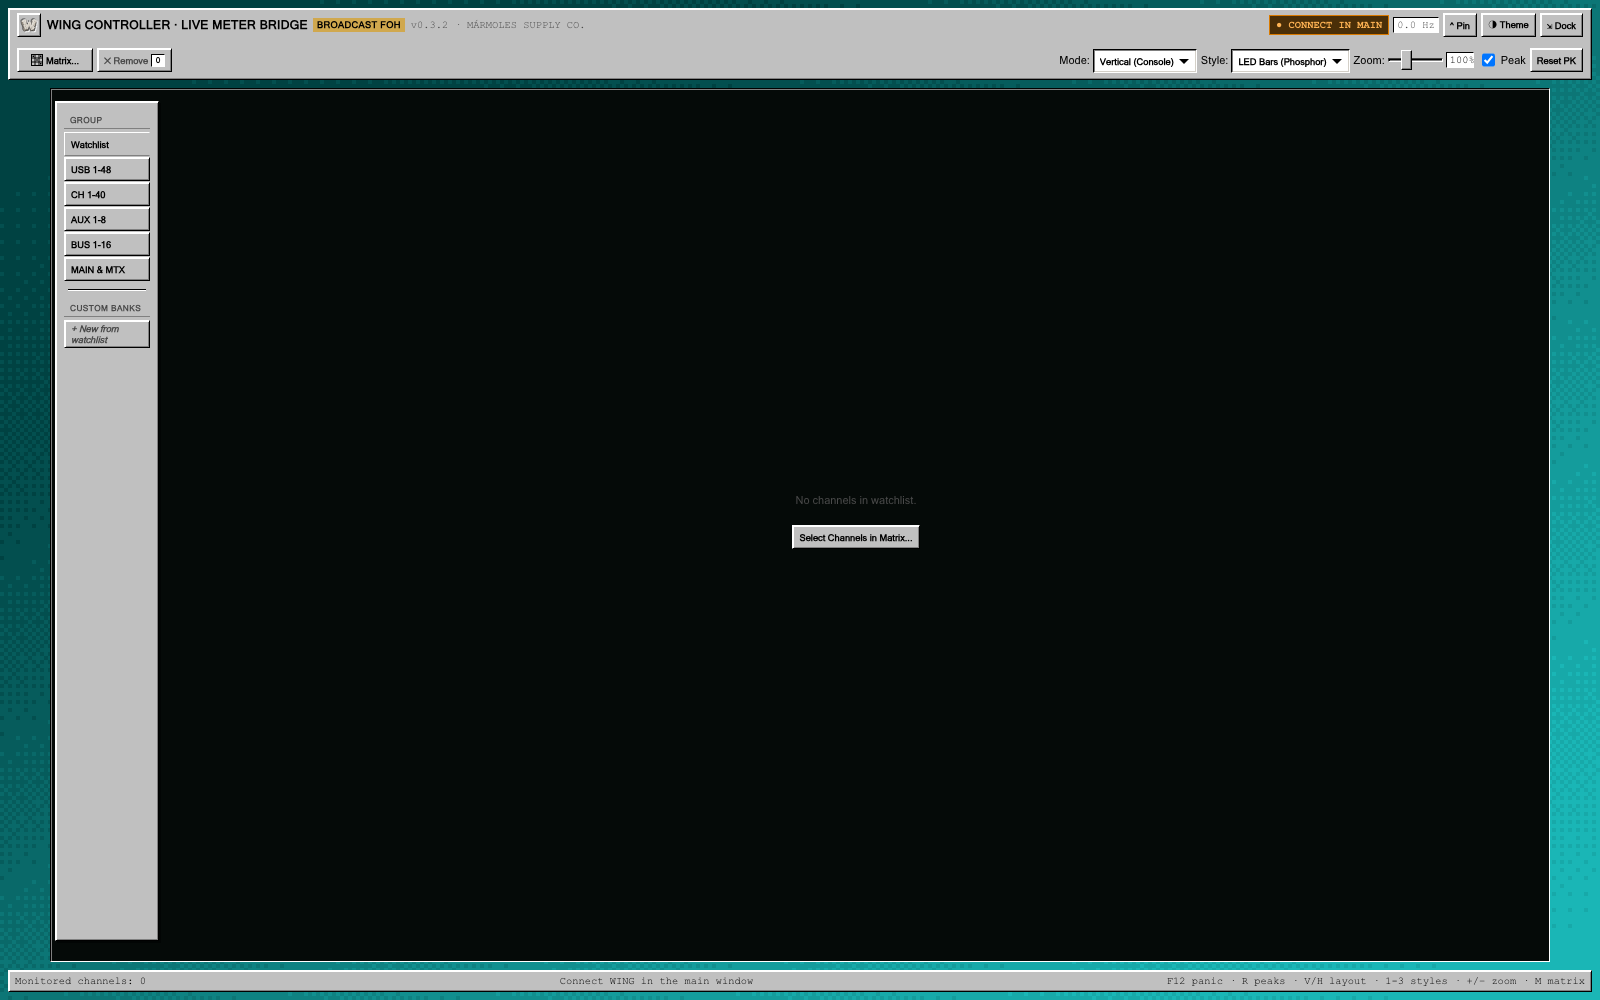 WING CONTROLLER · LIVE METER BRIDGE BROADCAST FOH v0.3.2 · MÁRMOLES SUPPLY CO. ● CONNECT IN MAIN 0.0 Hz ^ Pin Theme Dock
Matrix... × Remove 0 Mode: Vertical (Console) Style: LED Bars (Phosphor) Zoom: 100% Peak Reset PK
GROUP
Watchlist
USB 1-48
CH 1-40
AUX 1-8
BUS 1-16
MAIN & MTX
CUSTOM BANKS
+ New from
watchlist
No channels in watchlist.
Select Channels in Matrix...
Monitored channels: 0 Connect WING in the main window F12 panic · R peaks · V/H layout · 1-3 styles · +/- zoom · M matrix